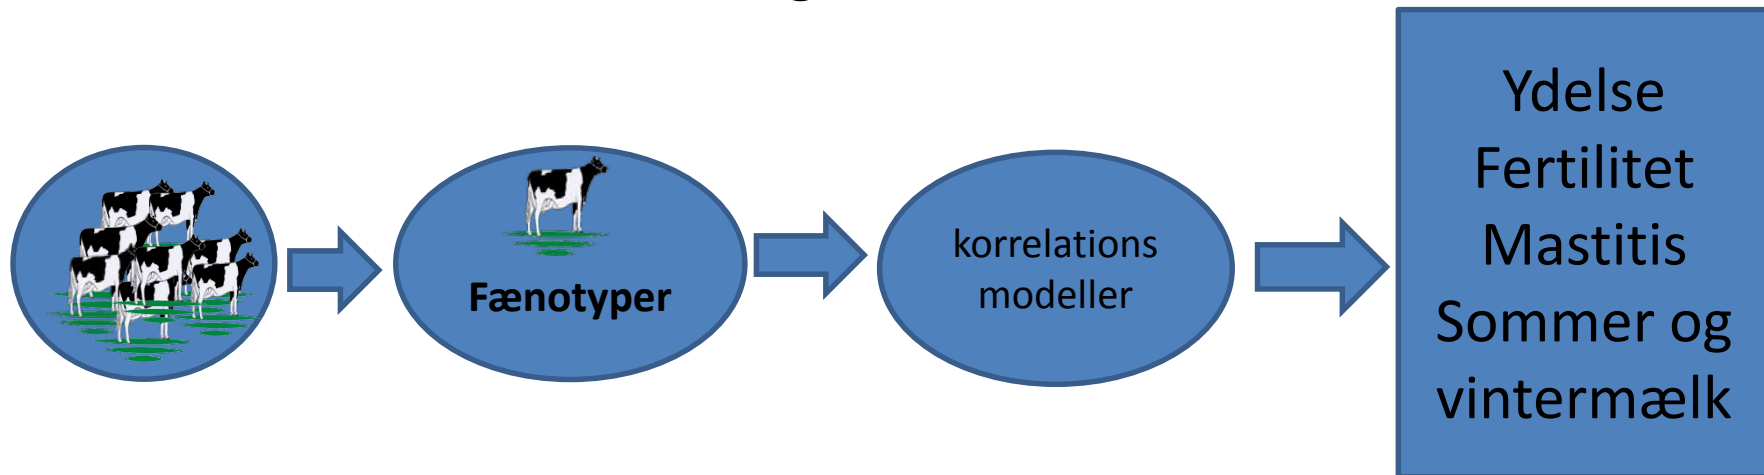 Fænotyper
korrelations
modeller
Ydelse
Fertilitet
Mastitis
Sommer og
vintermælk